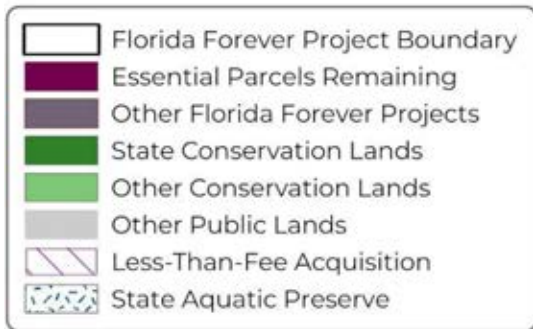 Florida Forever Project Boundary
Essential Parcels Remaining
Other Florida Forever Projects
State Conservation Lands
Other Conservation Lands
Other Public Lands
Less-Than-Fee Acquisition
State Aquatic Preserve